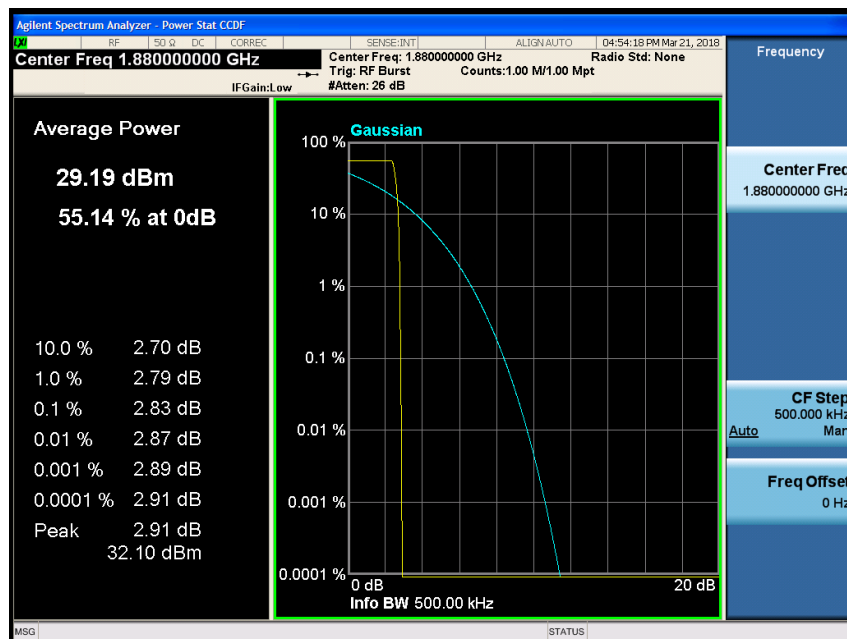 Agilent Spectrum Analyzer - Power Stat CCDF
LXI RF 50 Ω DC CORREC SENSE:INT ALIGN AUTO 04:54:18 PM Mar 21, 2018
Center Freq 1.880000000 GHz
Center Freq: 1.880000000 GHz Radio Std: None
Trig: RF Burst Counts:1.00 M/1.00 Mpt
IFGain:Low #Atten: 26 dB
Frequency
Average Power
29.19 dBm
55.14 % at 0dB
10.0 % 2.70 dB
1.0 % 2.79 dB
0.1 % 2.83 dB
0.01 % 2.87 dB
0.001 % 2.89 dB
0.0001 % 2.91 dB
Peak 2.91 dB
32.10 dBm
Gaussian
100 %
10 %
1 %
0.1 %
0.01 %
0.001 %
0.0001 %
0 dB 20 dB
Info BW 500.00 kHz
Center Freq
1.880000000 GHz
CF Step
500.000 kHz
Auto Man
Freq Offset
0 Hz
MSG STATUS